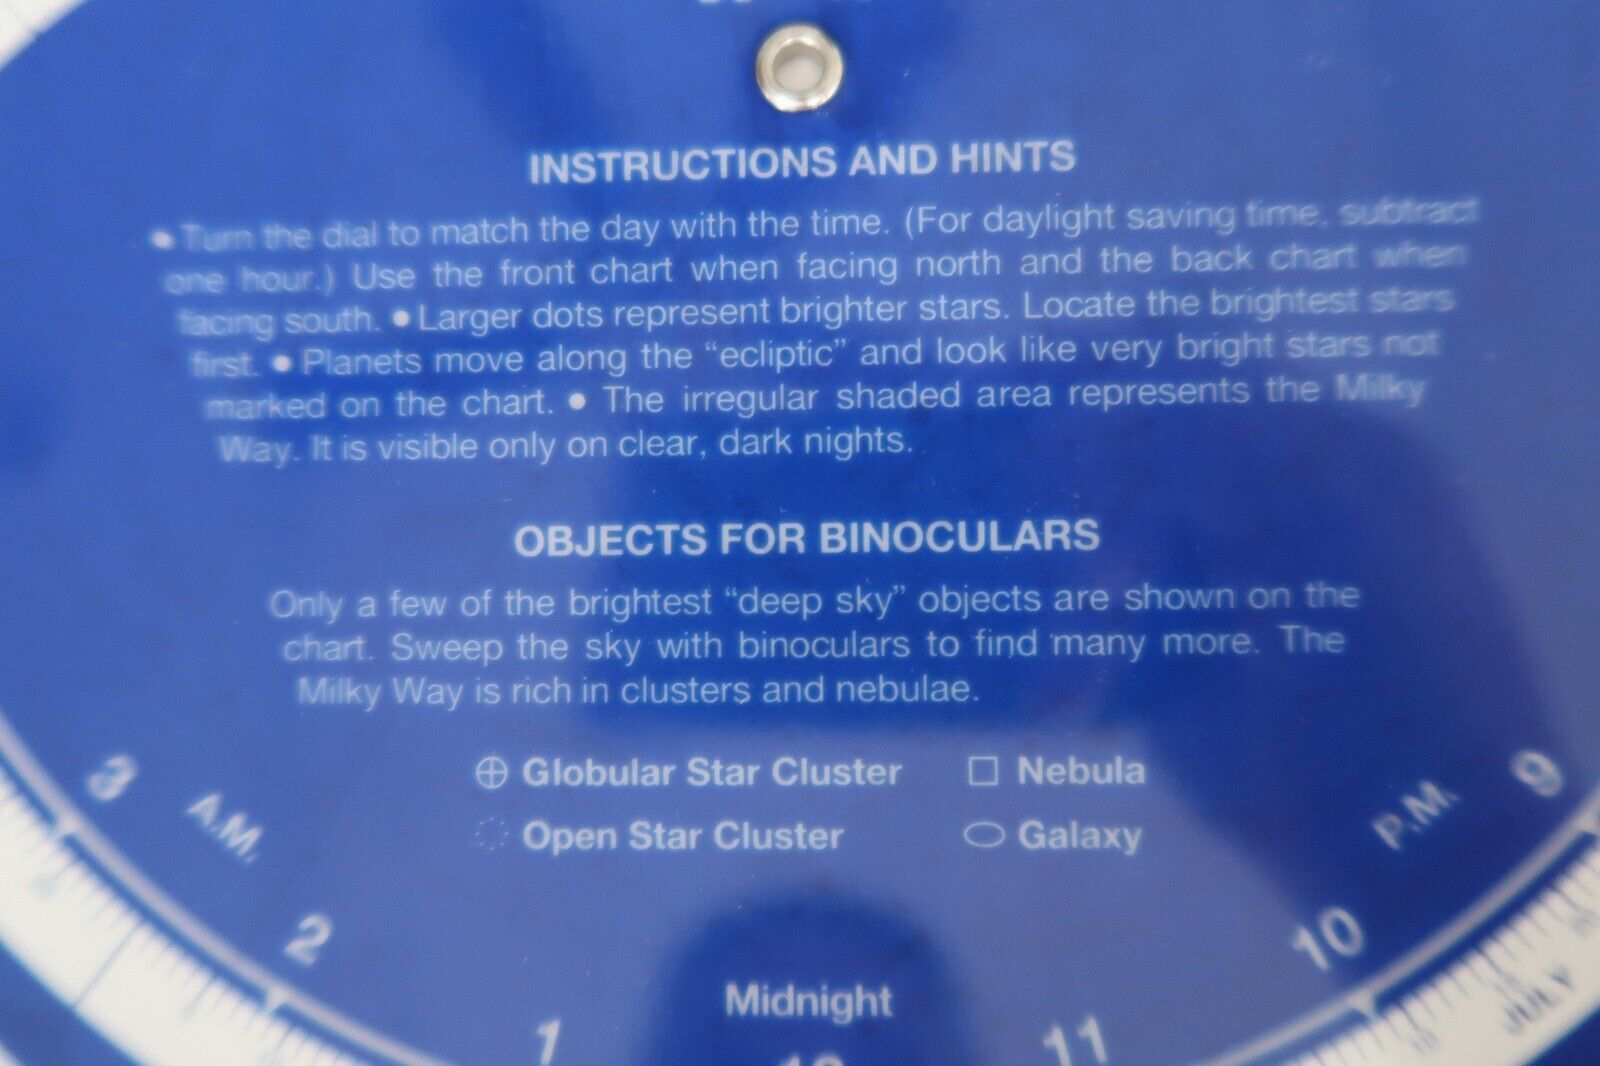 INSTRUCTIONS AND HINTS
• Turn the dial to match the day with the time. (For daylight saving time, subtract
one hour.) Use the front chart when facing north and the back chart when
facing south. • Larger dots represent brighter stars. Locate the brightest stars
first. • Planets move along the “ecliptic” and look like very bright stars not
marked on the chart. • The irregular shaded area represents the Milky
Way. It is visible only on clear, dark nights.
OBJECTS FOR BINOCULARS
Only a few of the brightest “deep sky” objects are shown on the
chart. Sweep the sky with binoculars to find many more. The
Milky Way is rich in clusters and nebulae.
Globular Star Cluster
Nebula
Open Star Cluster
Galaxy
3 A.M.
P.M. 9
2
10
Midnight
1
11
JULY